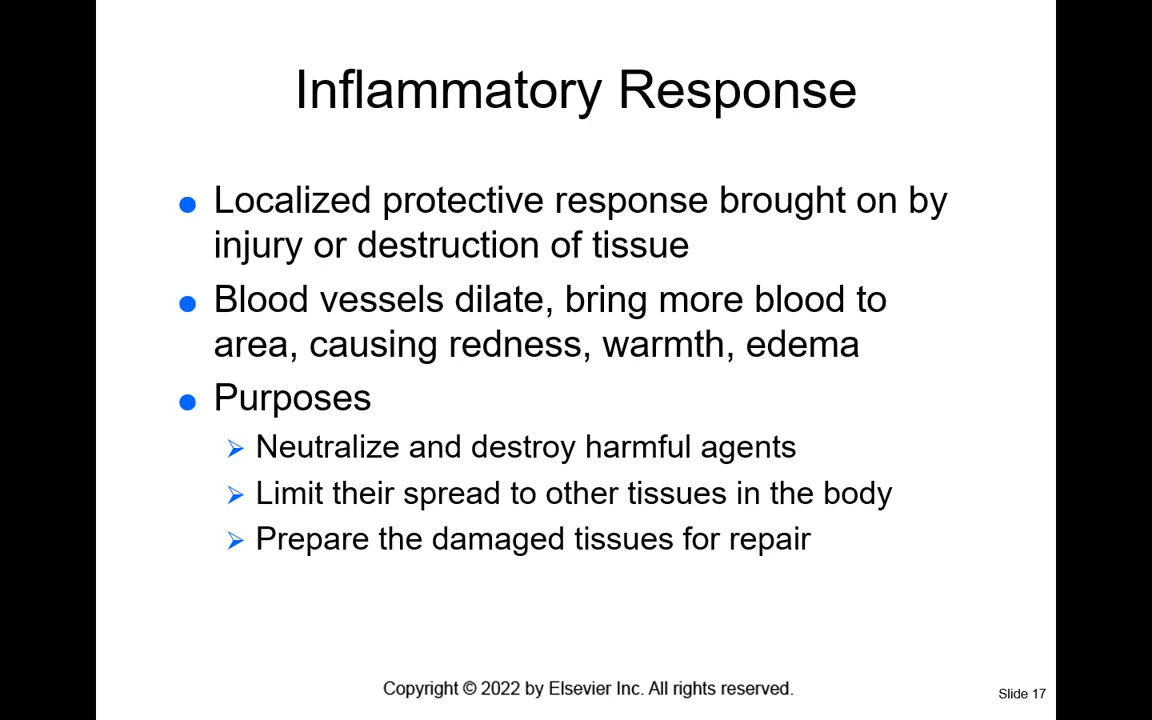 Inflammatory Response
● Localized protective response brought on by
injury or destruction of tissue
● Blood vessels dilate, bring more blood to
area, causing redness, warmth, edema
● Purposes
➢ Neutralize and destroy harmful agents
➢ Limit their spread to other tissues in the body
➢ Prepare the damaged tissues for repair
Copyright © 2022 by Elsevier Inc. All rights reserved.
Slide 17